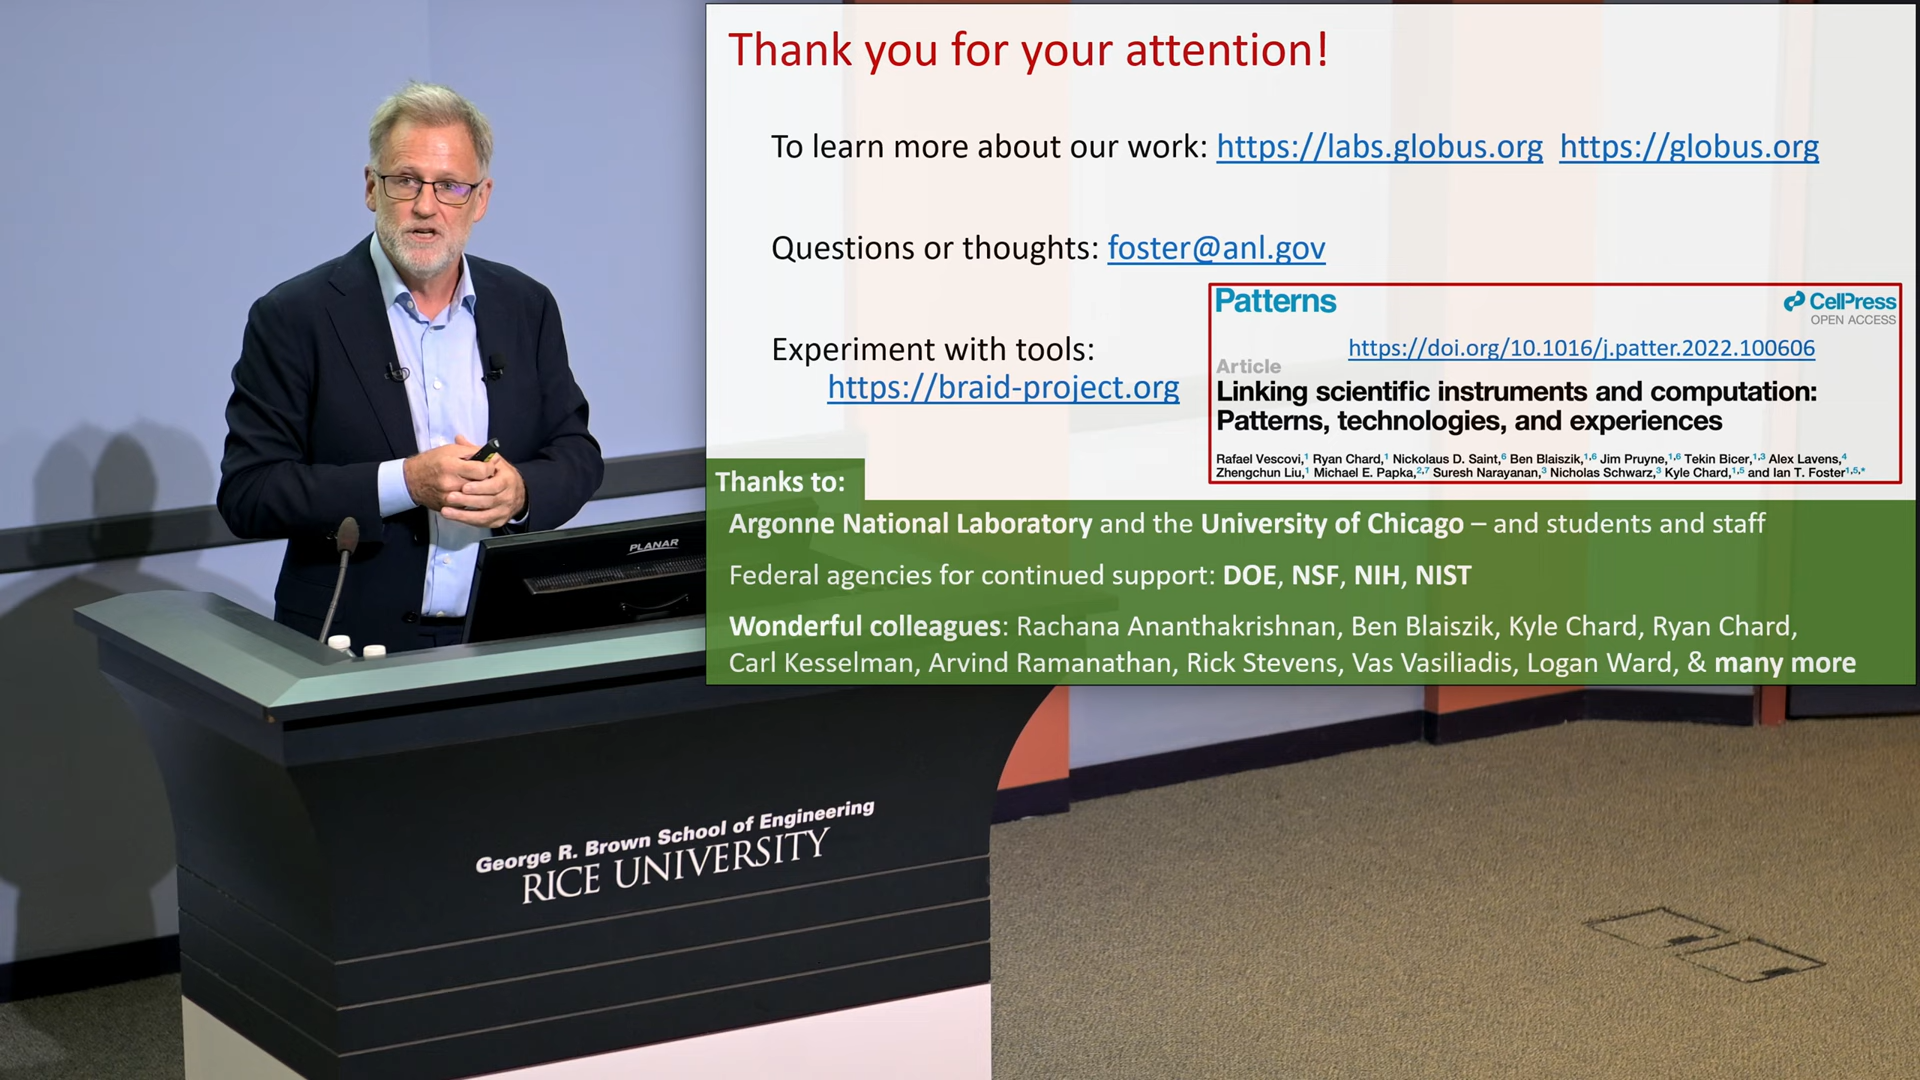 Thank you for your attention!
To learn more about our work: https://labs.globus.org https://globus.org
Questions or thoughts: foster@anl.gov
Experiment with tools:
https://braid-project.org
Patterns
CellPress
OPEN ACCESS
https://doi.org/10.1016/j.patter.2022.100606
Article
Linking scientific instruments and computation:
Patterns, technologies, and experiences
Rafael Vescovi,¹ Ryan Chard,¹ Nickolaus D. Saint,⁶ Ben Blaiszik,¹,⁶ Jim Pruyne,¹,⁶ Tekin Bicer,¹,³ Alex Lavens,⁴
Zhengchun Liu,¹ Michael E. Papka,²,⁷ Suresh Narayanan,³ Nicholas Schwarz,³ Kyle Chard,¹,⁵ and Ian T. Foster¹,⁵,*
Thanks to:
Argonne National Laboratory and the University of Chicago – and students and staff
Federal agencies for continued support: DOE, NSF, NIH, NIST
Wonderful colleagues: Rachana Ananthakrishnan, Ben Blaiszik, Kyle Chard, Ryan Chard,
Carl Kesselman, Arvind Ramanathan, Rick Stevens, Vas Vasiliadis, Logan Ward, & many more
PLANAR
George R. Brown School of Engineering
RICE UNIVERSITY